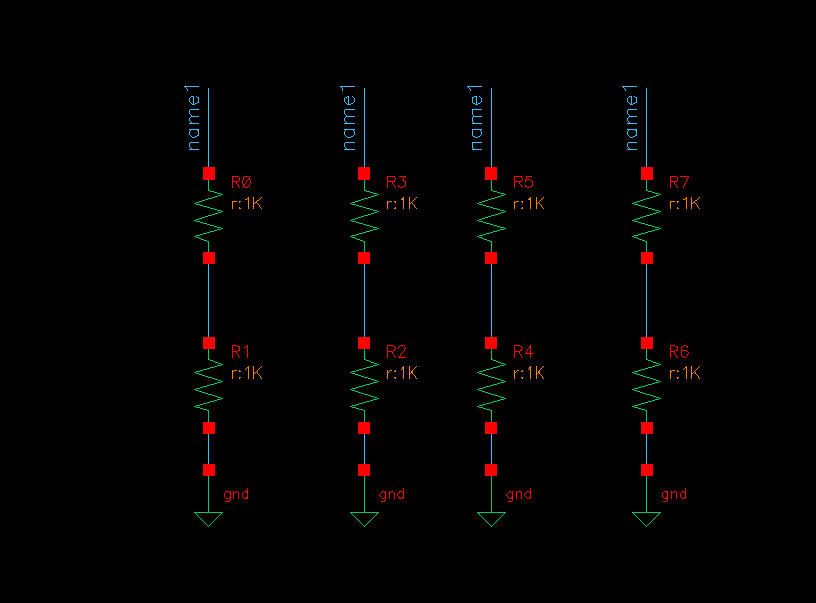 name1 name1 name1 name1
R0 R3 R5 R7
r:1K r:1K r:1K r:1K
R1 R2 R4 R6
r:1K r:1K r:1K r:1K
gnd gnd gnd gnd